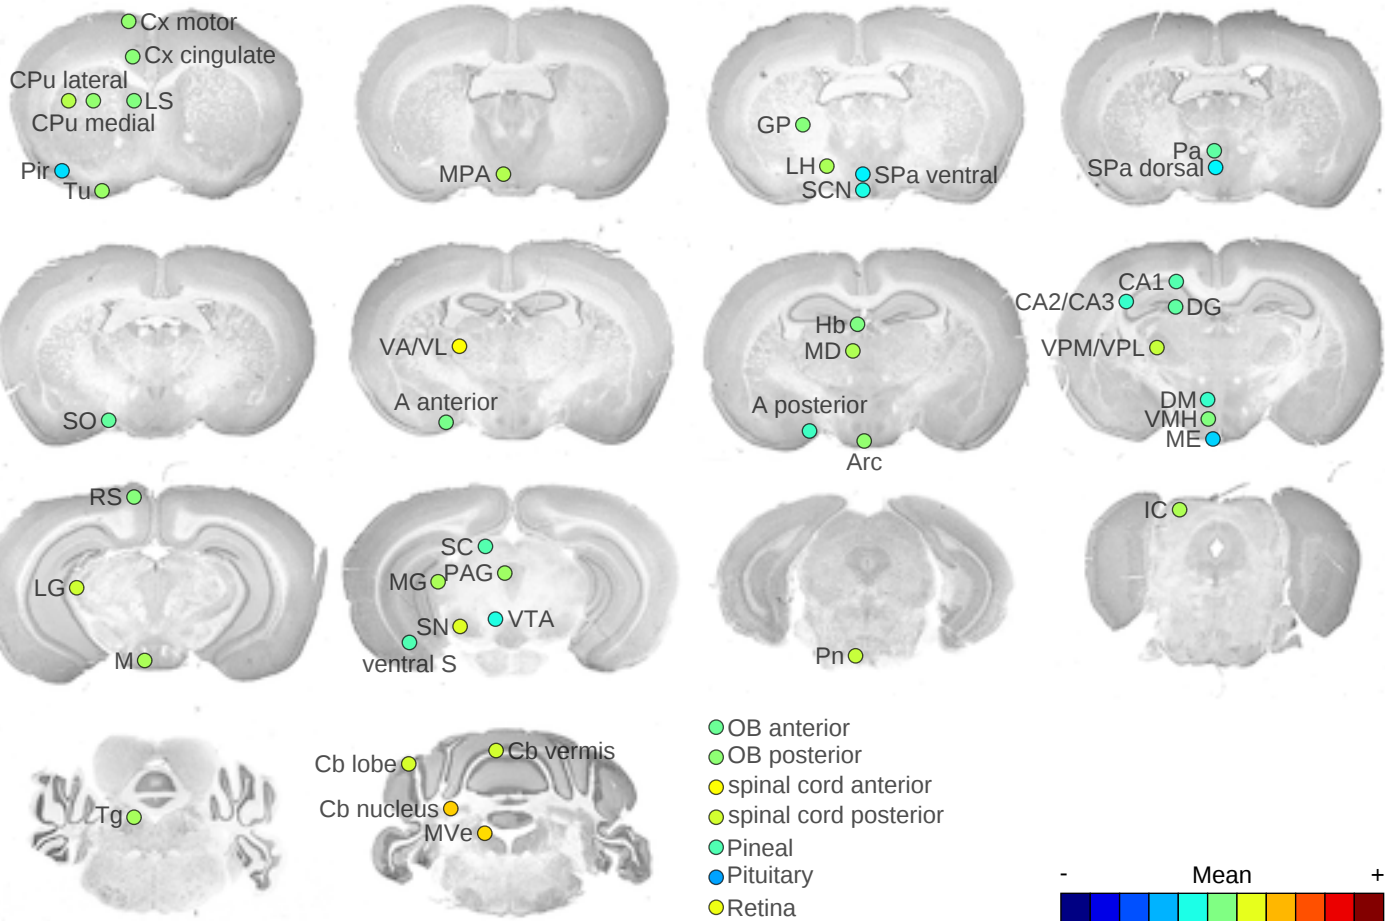 Cx motor
Cx cingulate
CPu lateral
LS
CPu medial
Pir
Tu
MPA
GP
LH
SPa ventral
SCN
Pa
SPa dorsal
SO
VA/VL
A anterior
Hb
MD
A posterior
Arc
CA1
CA2/CA3
DG
VPM/VPL
DM
VMH
ME
RS
LG
M
SC
MG
PAG
SN
VTA
ventral S
Pn
IC
Tg
Cb lobe
Cb vermis
Cb nucleus
MVe
OB anterior
OB posterior
spinal cord anterior
spinal cord posterior
Pineal
Pituitary
Retina
- Mean +